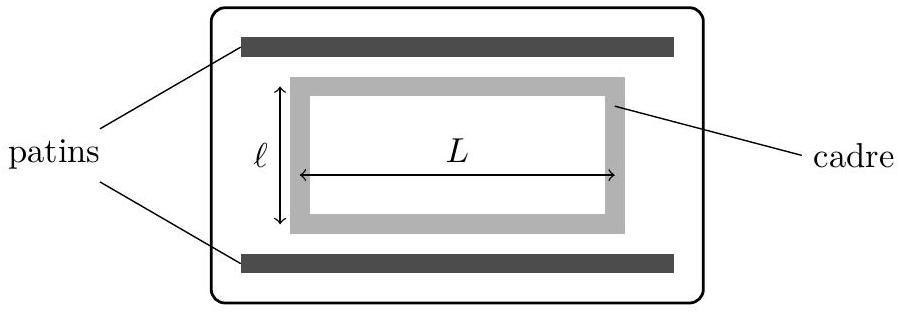 patins
ℓ
L
cadre